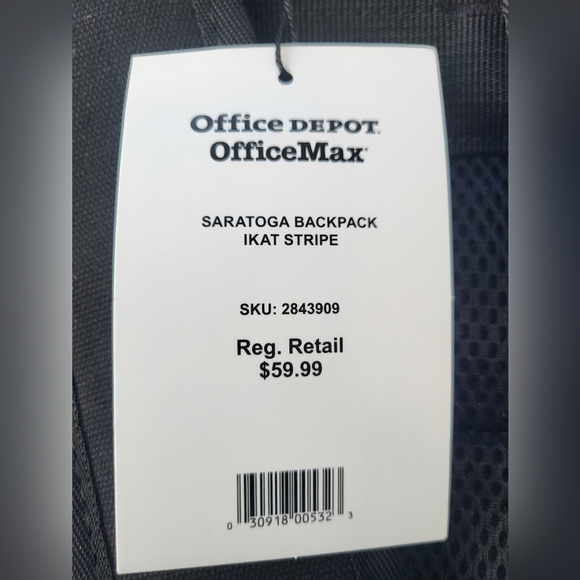 Office DEPOT.
OfficeMax
SARATOGA BACKPACK
IKAT STRIPE
SKU: 2843909
Reg. Retail
$59.99
0 30918 00532 3